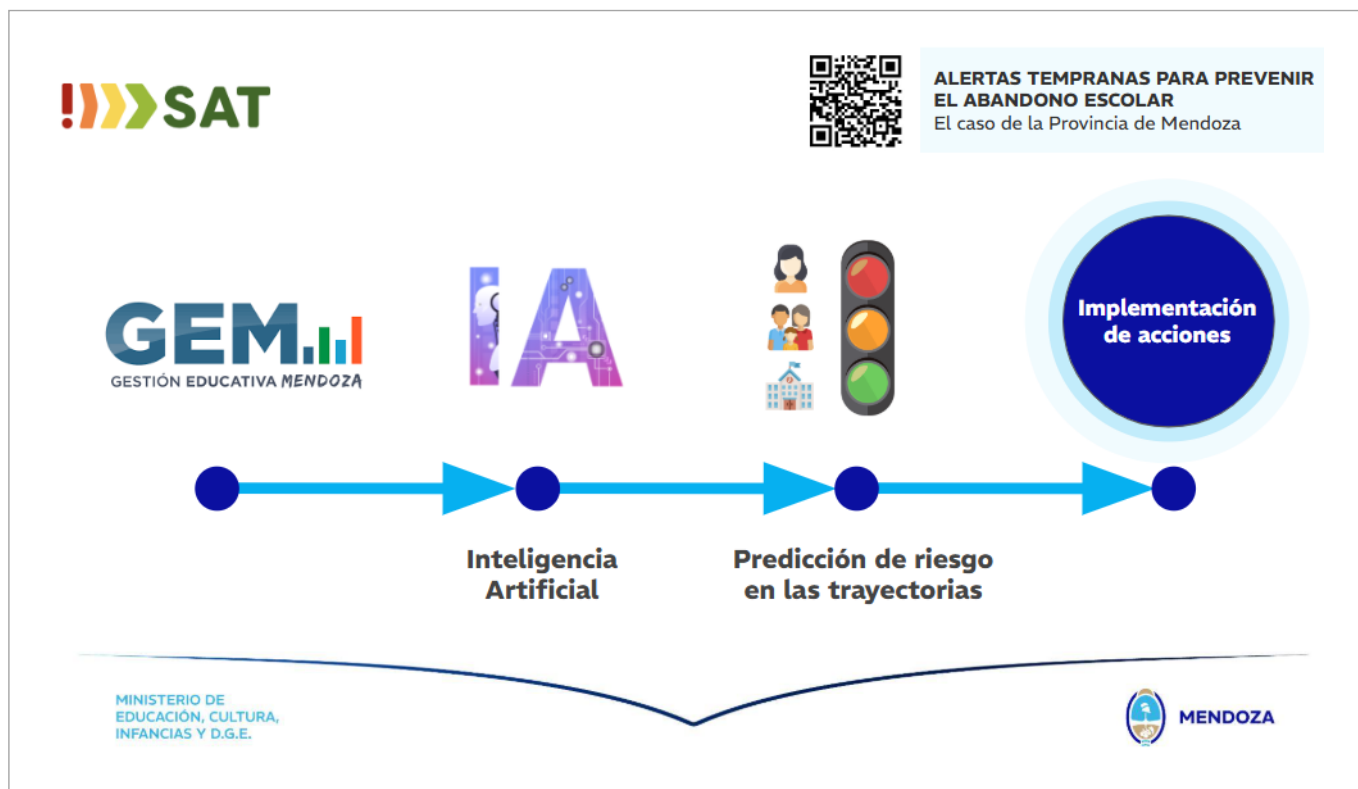 !SAT
ALERTAS TEMPRANAS PARA PREVENIR
EL ABANDONO ESCOLAR
El caso de la Provincia de Mendoza
GEM
GESTIÓN EDUCATIVA MENDOZA
IA
Implementación
de acciones
Inteligencia
Artificial
Predicción de riesgo
en las trayectorias
MINISTERIO DE
EDUCACIÓN, CULTURA,
INFANCIAS Y D.G.E.
MENDOZA